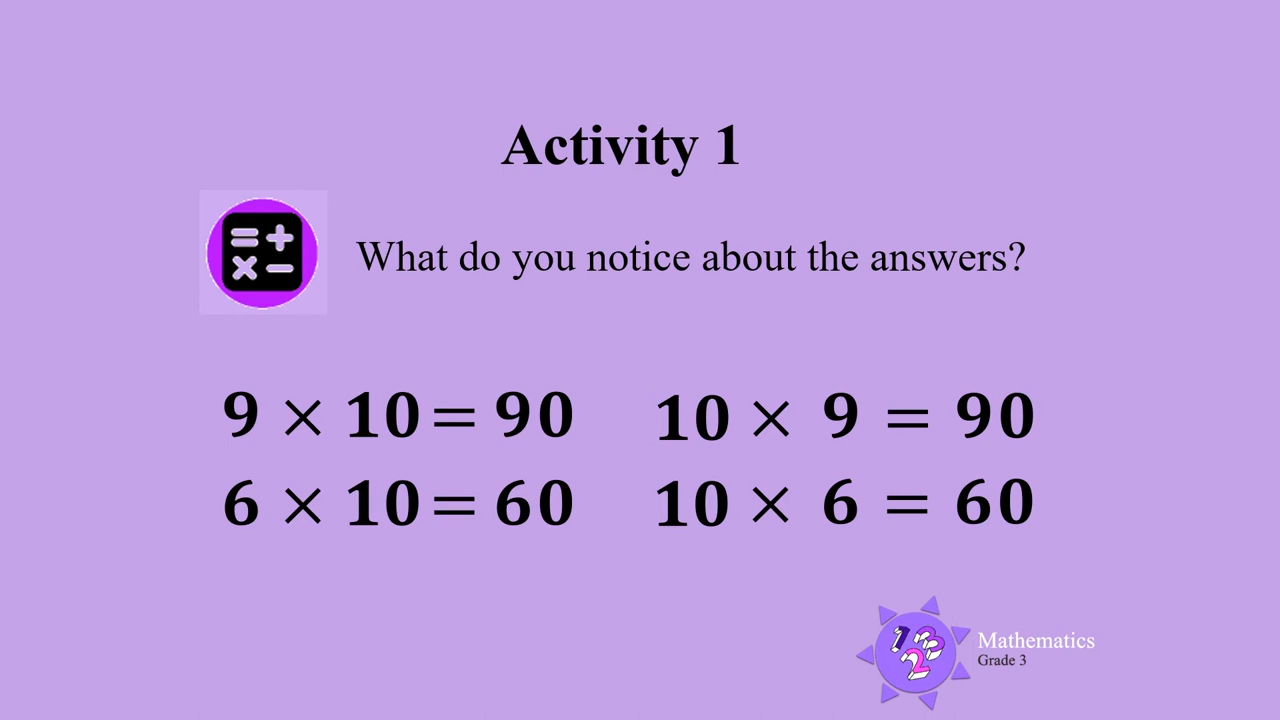 Activity 1
What do you notice about the answers?
9 × 10 = 90 10 × 9 = 90
6 × 10 = 60 10 × 6 = 60
123
Mathematics
Grade 3